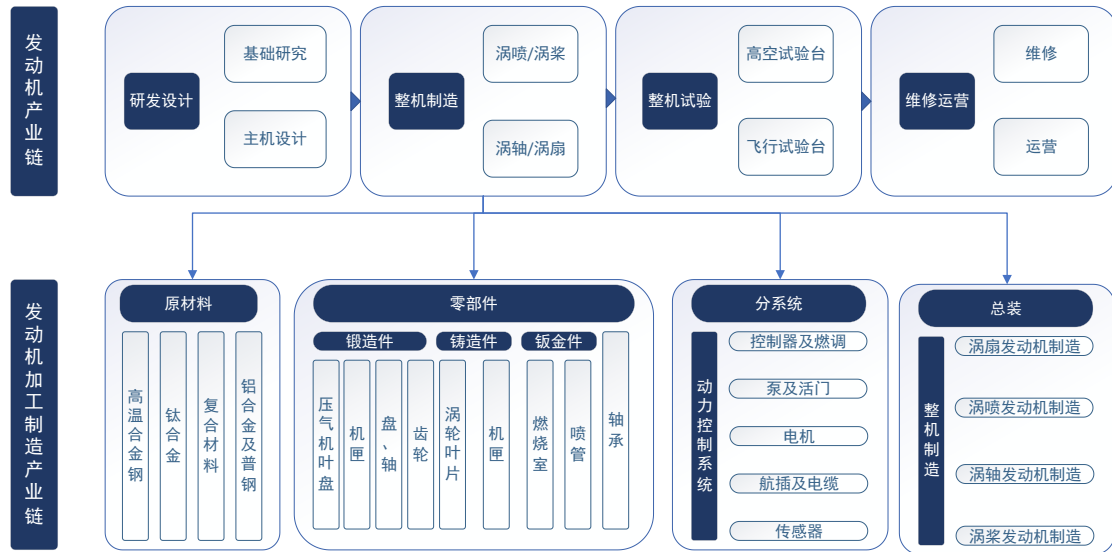 发动机产业链
研发设计
基础研究
主机设计
整机制造
涡喷/涡桨
涡轴/涡扇
整机试验
高空试验台
飞行试验台
维修运营
维修
运营
发动机加工制造产业链
原材料
高温合金钢
钛合金
复合材料
铝合金及普钢
零部件
锻造件
压气机叶盘
机匣
盘、轴
齿轮
铸造件
涡轮叶片
机匣
钣金件
燃烧室
喷管
轴承
分系统
动力控制系统
控制器及燃调
泵及活门
电机
航插及电缆
传感器
总装
整机制造
涡扇发动机制造
涡喷发动机制造
涡轴发动机制造
涡桨发动机制造